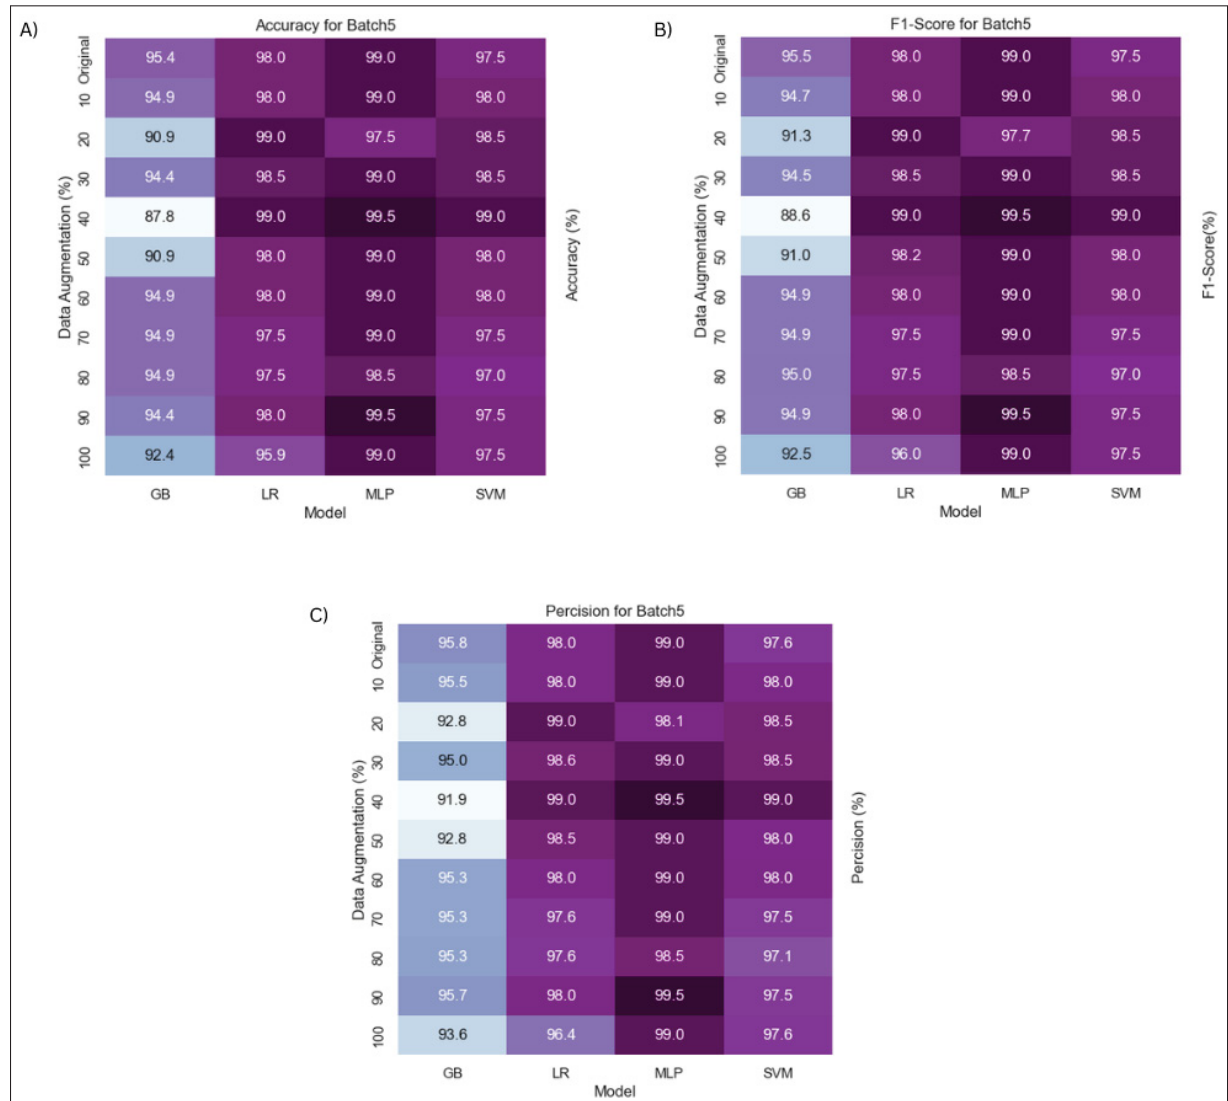 A)
Accuracy for Batch5
Data Augmentation (%)
Original 95.4 98.0 99.0 97.5
10 94.9 98.0 99.0 98.0
20 90.9 99.0 97.5 98.5
30 94.4 98.5 99.0 98.5
40 87.8 99.0 99.5 99.0
50 90.9 98.0 99.0 98.0
60 94.9 98.0 99.0 98.0
70 94.9 97.5 99.0 97.5
80 94.9 97.5 98.5 97.0
90 94.4 98.0 99.5 97.5
100 92.4 95.9 99.0 97.5
GB LR MLP SVM
Model
Accuracy (%)
B)
F1-Score for Batch5
Data Augmentation (%)
Original 95.5 98.0 99.0 97.5
10 94.7 98.0 99.0 98.0
20 91.3 99.0 97.7 98.5
30 94.5 98.5 99.0 98.5
40 88.6 99.0 99.5 99.0
50 91.0 98.2 99.0 98.0
60 94.9 98.0 99.0 98.0
70 94.9 97.5 99.0 97.5
80 95.0 97.5 98.5 97.0
90 94.9 98.0 99.5 97.5
100 92.5 96.0 99.0 97.5
GB LR MLP SVM
Model
F1-Score(%)
C)
Percision for Batch5
Data Augmentation (%)
Original 95.8 98.0 99.0 97.6
10 95.5 98.0 99.0 98.0
20 92.8 99.0 98.1 98.5
30 95.0 98.6 99.0 98.5
40 91.9 99.0 99.5 99.0
50 92.8 98.5 99.0 98.0
60 95.3 98.0 99.0 98.0
70 95.3 97.6 99.0 97.5
80 95.3 97.6 98.5 97.1
90 95.7 98.0 99.5 97.5
100 93.6 96.4 99.0 97.6
GB LR MLP SVM
Model
Percision (%)